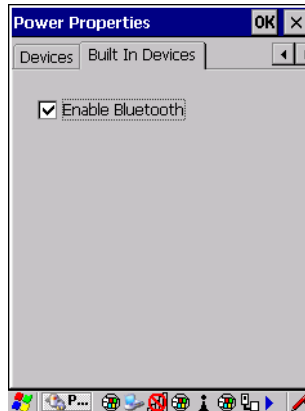 Power Properties OK ×
Devices Built In Devices
Enable Bluetooth
P...